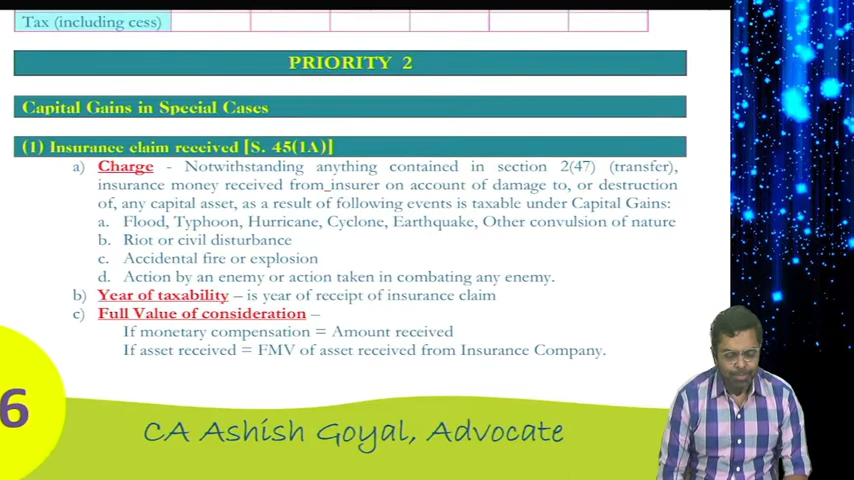 Tax (including cess)
PRIORITY 2
Capital Gains in Special Cases
(1) Insurance claim received [S. 45(1A)]
a) Charge - Notwithstanding anything contained in section 2(47) (transfer),
insurance money received from insurer on account of damage to, or destruction
of, any capital asset, as a result of following events is taxable under Capital Gains:
a. Flood, Typhoon, Hurricane, Cyclone, Earthquake, Other convulsion of nature
b. Riot or civil disturbance
c. Accidental fire or explosion
d. Action by an enemy or action taken in combating any enemy.
b) Year of taxability – is year of receipt of insurance claim
c) Full Value of consideration –
If monetary compensation = Amount received
If asset received = FMV of asset received from Insurance Company.
6
CA Ashish Goyal, Advocate